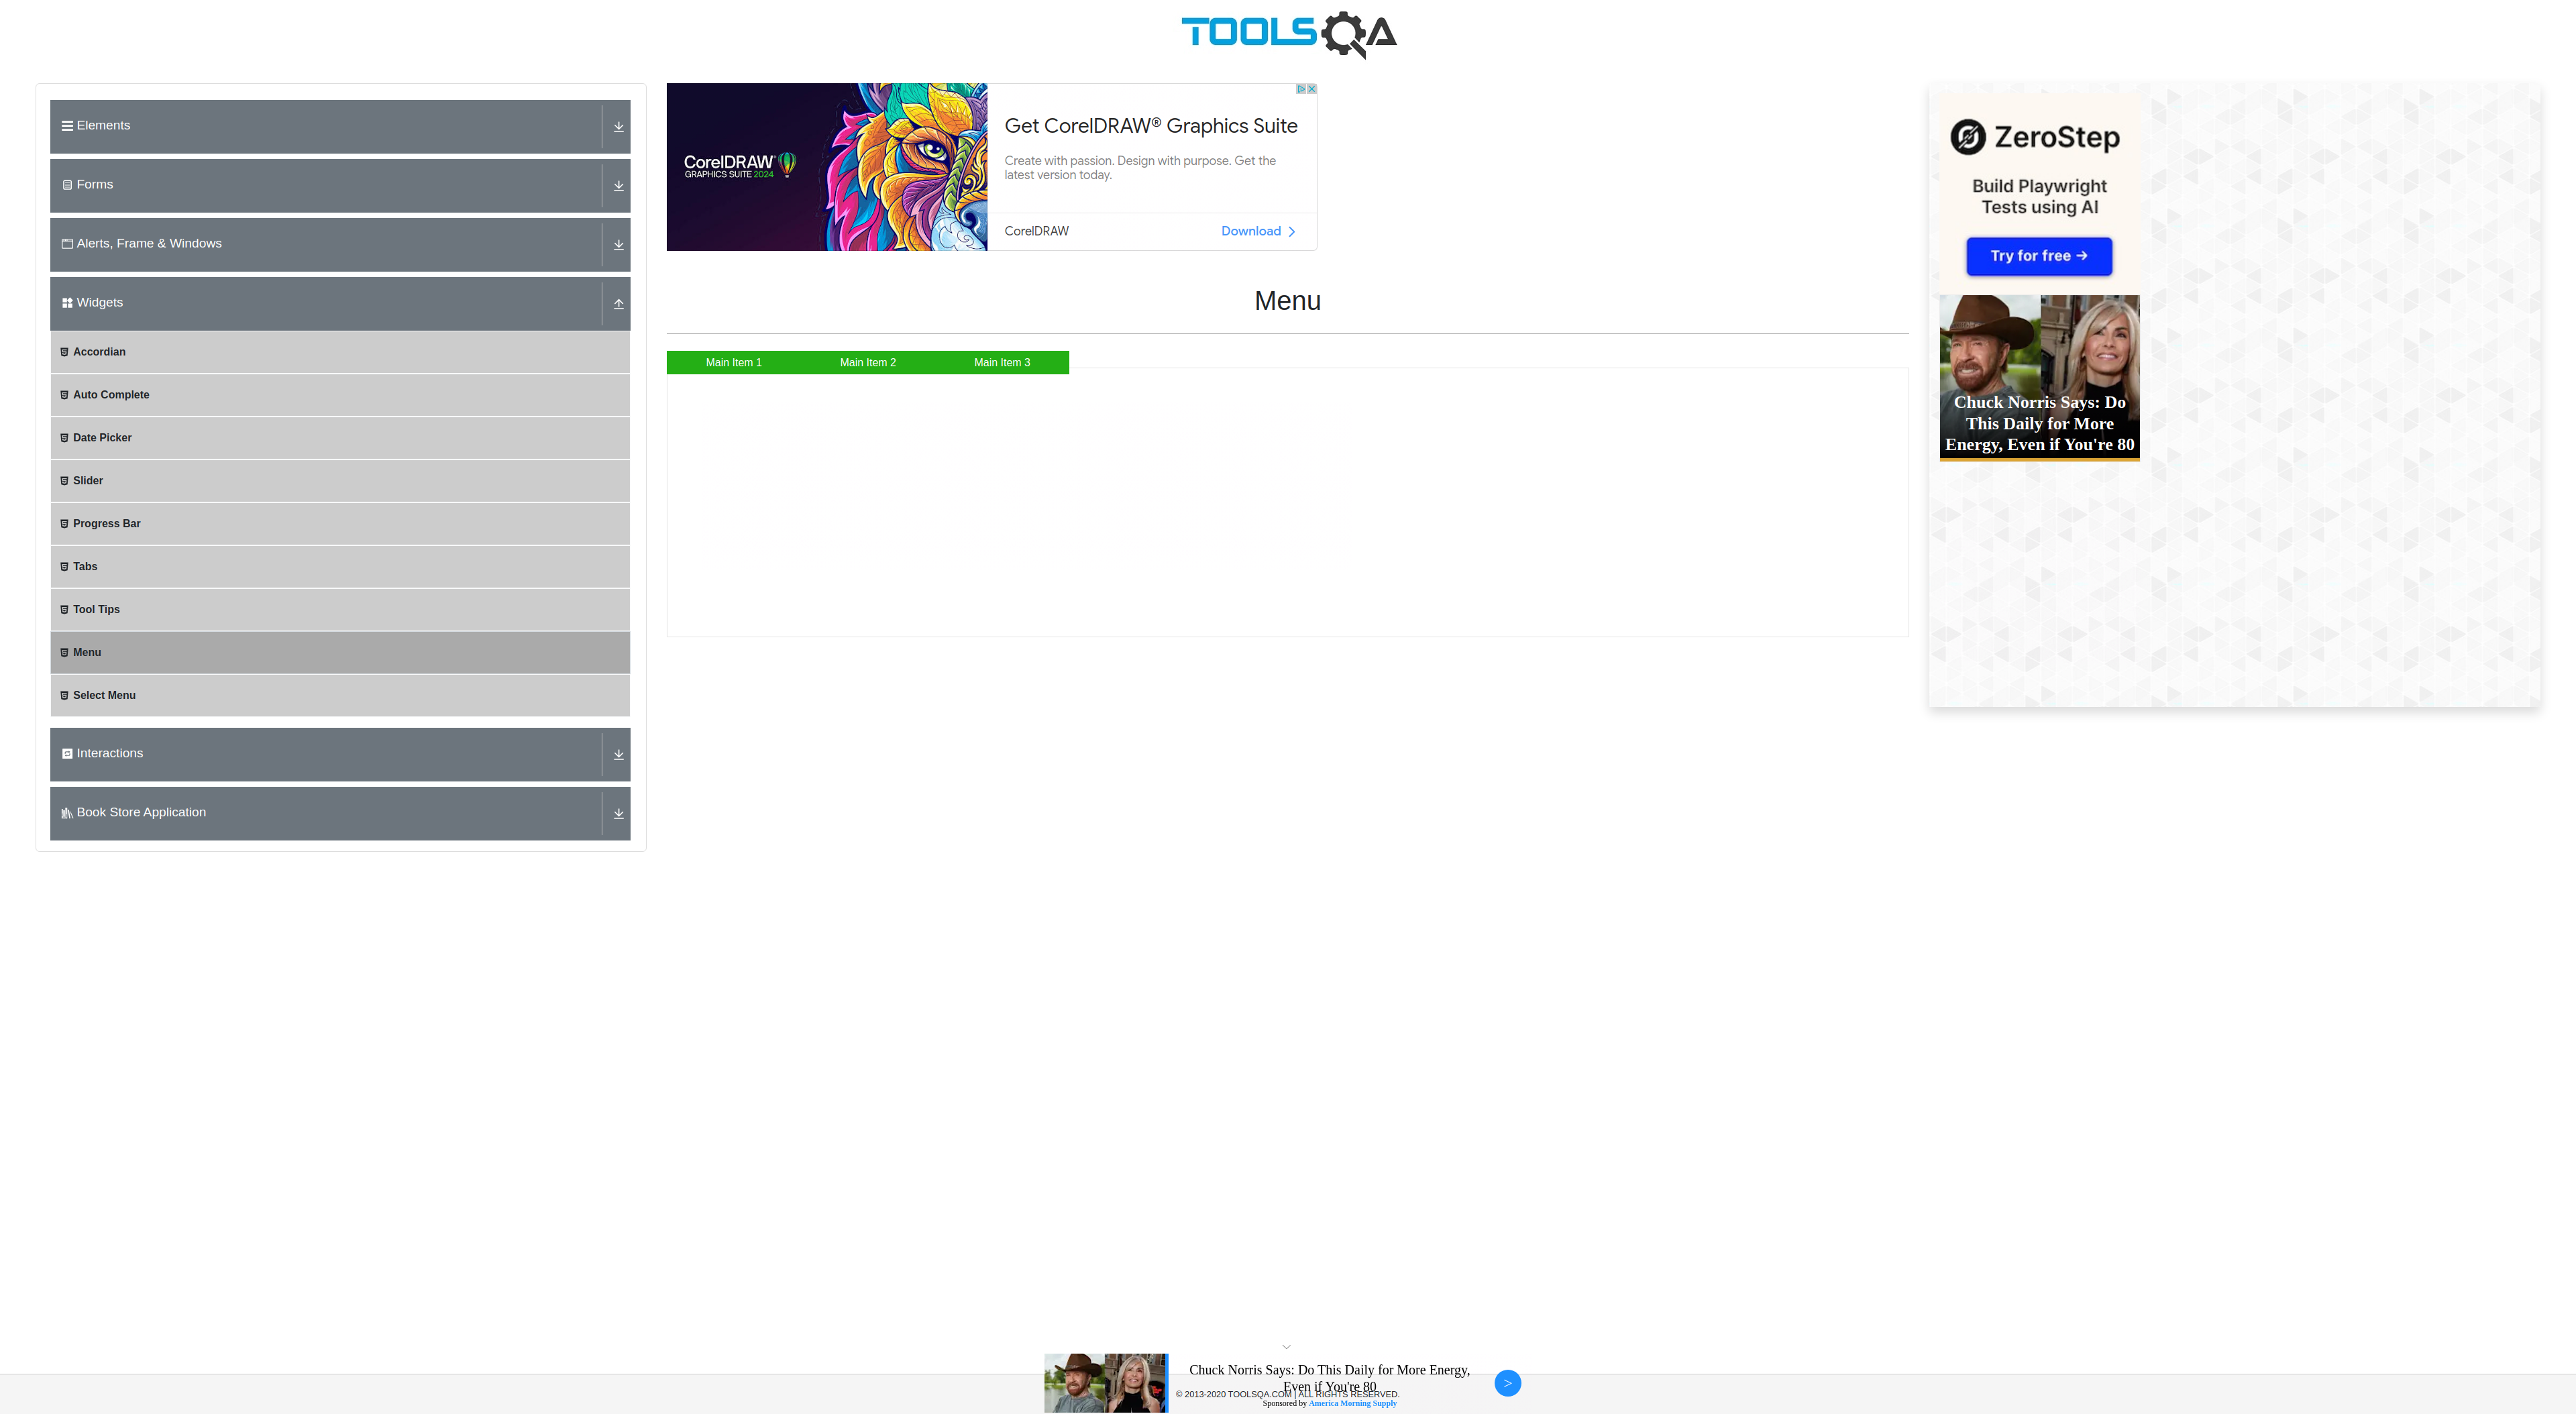 TOOLSQA
Elements
Forms
Alerts, Frame & Windows
Widgets
Accordian
Auto Complete
Date Picker
Slider
Progress Bar
Tabs
Tool Tips
Menu
Select Menu
Interactions
Book Store Application
CorelDRAW
GRAPHICS SUITE 2024
Get CorelDRAW® Graphics Suite
Create with passion. Design with purpose. Get the
latest version today.
CorelDRAW
Download
Menu
Main Item 1
Main Item 2
Main Item 3
ZeroStep
Build Playwright
Tests using AI
Try for free →
Chuck Norris Says: Do
This Daily for More
Energy, Even if You're 80
Chuck Norris Says: Do This Daily for More Energy,
Even if You're 80
© 2013-2020 TOOLSQA.COM | ALL RIGHTS RESERVED.
Sponsored by America Morning Supply